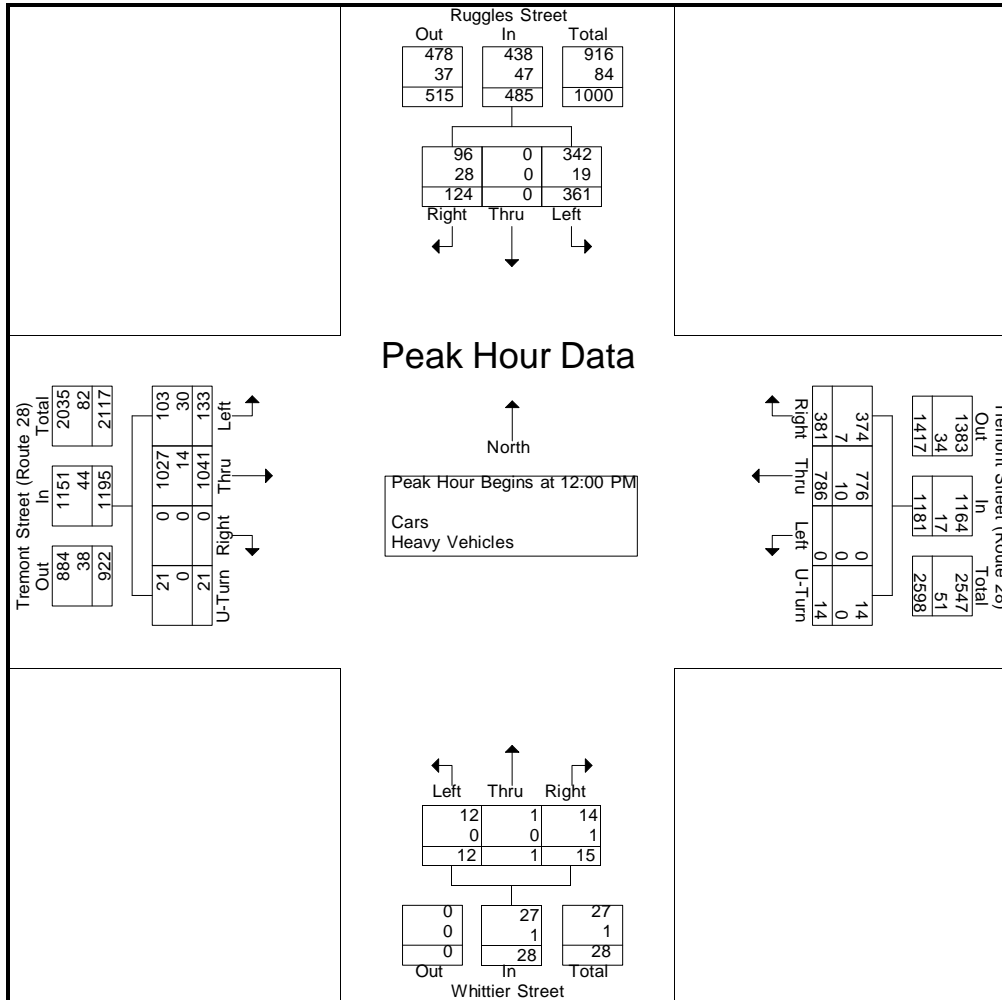 Ruggles Street
Out In Total
478 438 916
37 47 84
515 485 1000
96 0 342
28 0 19
124 0 361
Right Thru Left
Peak Hour Data
North
Peak Hour Begins at 12:00 PM
Cars
Heavy Vehicles
Tremont Street (Route 28)
Out In Total
884 1151 2035
38 44 82
922 1195 2117
U-Turn Right Thru Left
21 0 1027 103
0 0 14 30
21 0 1041 133
Tremont Street (Route 28)
Out In Total
1383 1164 2547
34 17 51
1417 1181 2598
374 776 0 14
7 10 0 0
381 786 0 14
Right Thru Left U-Turn
Left Thru Right
12 1 14
0 0 1
12 1 15
0 27 27
0 1 1
0 28 28
Out In Total
Whittier Street